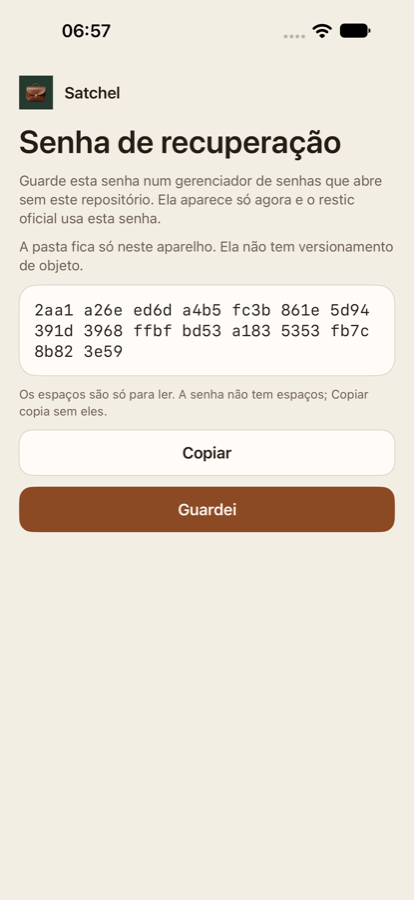 06:57
Satchel
Senha de recuperação
Guarde esta senha num gerenciador de senhas que abre
sem este repositório. Ela aparece só agora e o restic
oficial usa esta senha.
A pasta fica só neste aparelho. Ela não tem versionamento
de objeto.
2aa1 a26e ed6d a4b5 fc3b 861e 5d94
391d 3968 ffbf bd53 a183 5353 fb7c
8b82 3e59
Os espaços são só para ler. A senha não tem espaços; Copiar
copia sem eles.
Copiar
Guardei